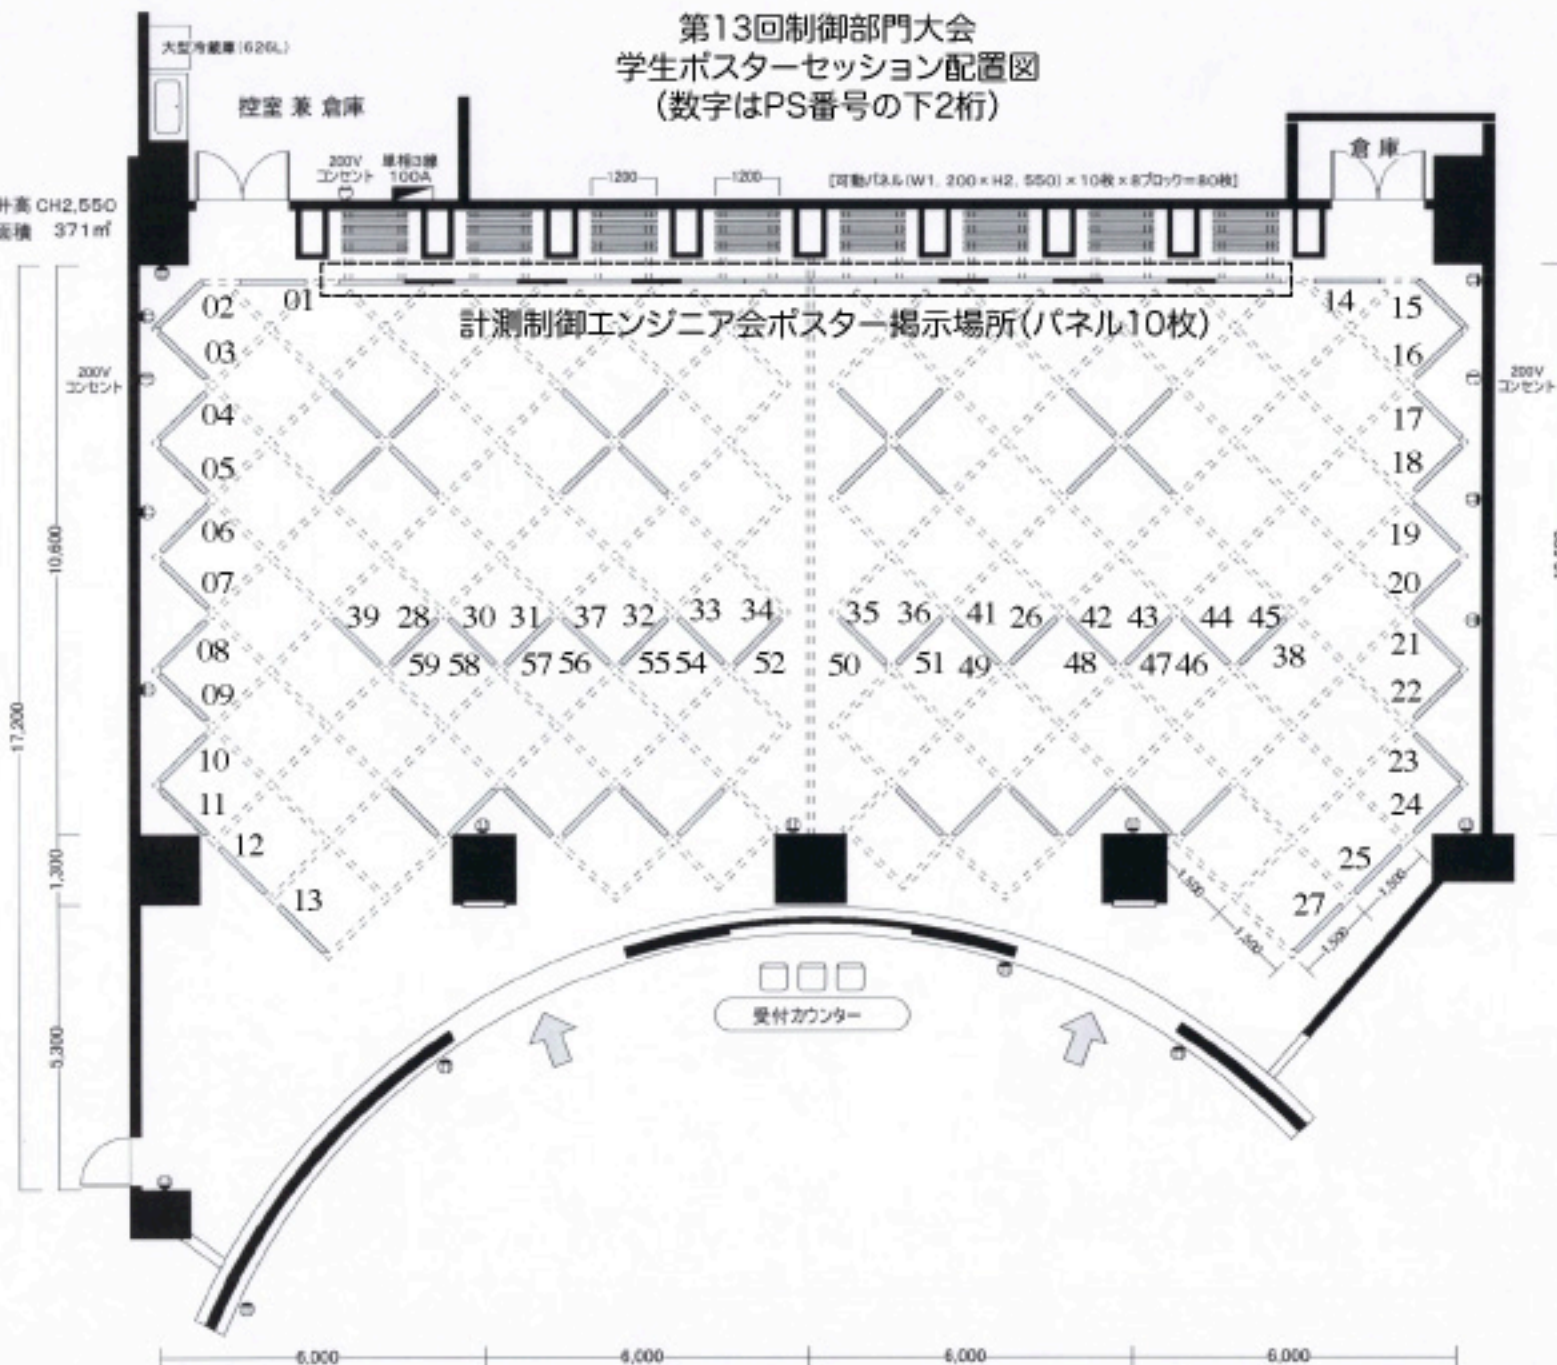 第13回制御部門大会
学生ポスターセッション配置図
(数字はPS番号の下2桁)
大型冷蔵庫(626L)
控室 兼 倉庫
200V
コンセント
単相3線
100A
1200
1200
[可動パネル(W1, 200×H2, 550)×10枚×8ブロック=80枚]
倉庫
井高 CH2,550
面積 371㎡
02
01
14
15
計測制御エンジニア会ポスター掲示場所(パネル10枚)
03
16
200V
コンセント
200V
コンセント
04
17
05
18
06
19
07
20
39 28 30 31 37 32 33 34 35 36 41 26 42 43 44 45
08
21
59 58 57 56 55 54 52 50 51 49 48 47 46 38
09
22
10
23
11
24
12
25
13
27
1,500
1,500
1,500
1,500
10,600
17,200
1,300
5,300
受付カウンター
6,000
6,000
6,000
6,000